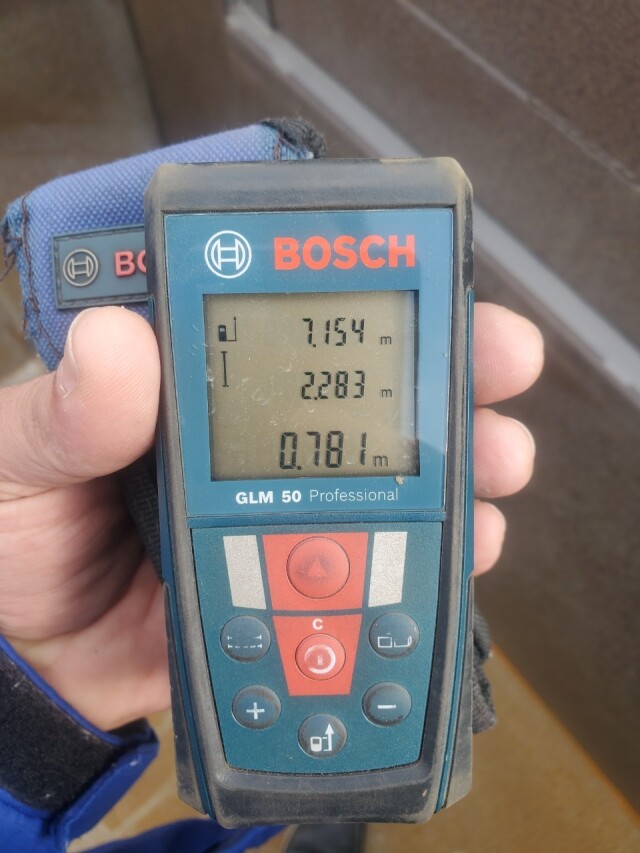 BOSCH
BO
7.154 m
2.283 m
0.781 m
GLM 50 Professional
C
+
-